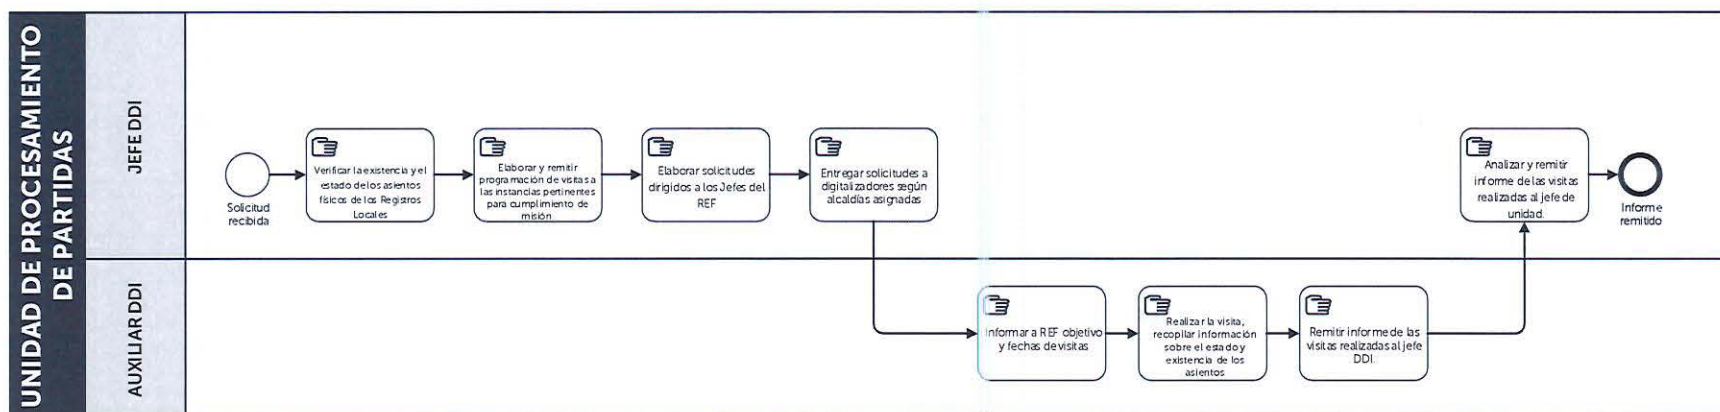 UNIDAD DE PROCESAMIENTO
DE PARTIDAS
JEFE DDI
Solicitud
recibida
Verificar la existencia y el
estado de los asientos
físicos de los Registros
Locales
Elaborar y remitir
programación de visitas a
las instancias pertinentes
para cumplimiento de
misión
Elaborar solicitudes
dirigidos a los Jefes del
REF
Entregar solicitudes a
digitalizadores según
alcaldías asignadas
Analizar y remitir
informe de las visitas
realizadas al jefe de
unidad.
Informe
remitido
AUXILIAR DDI
Informar a REF objetivo
y fechas de visitas
Realizar la visita,
recopilar información
sobre el estado y
existencia de los
asientos
Remitir informe de las
visitas realizadas al jefe
DDI.